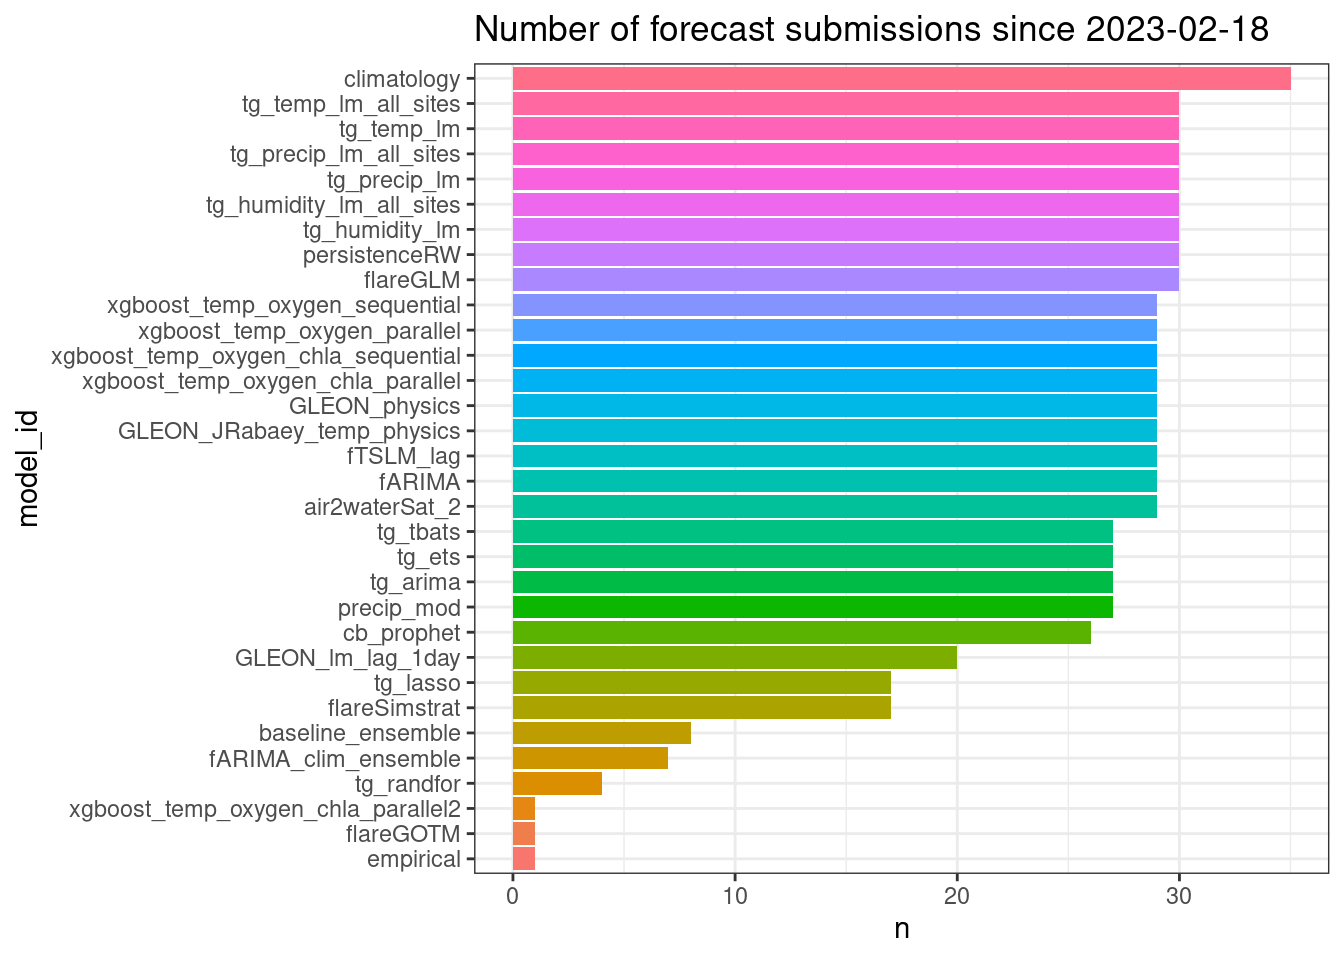 Number of forecast submissions since 2023-02-18
climatology
tg_temp_lm_all_sites
tg_temp_lm
tg_precip_lm_all_sites
tg_precip_lm
tg_humidity_lm_all_sites
tg_humidity_lm
persistenceRW
flareGLM
xgboost_temp_oxygen_sequential
xgboost_temp_oxygen_parallel
xgboost_temp_oxygen_chla_sequential
xgboost_temp_oxygen_chla_parallel
GLEON_physics
GLEON_JRabaey_temp_physics
fTSLM_lag
fARIMA
air2waterSat_2
tg_tbats
tg_ets
tg_arima
precip_mod
cb_prophet
GLEON_lm_lag_1day
tg_lasso
flareSimstrat
baseline_ensemble
fARIMA_clim_ensemble
tg_randfor
xgboost_temp_oxygen_chla_parallel2
flareGOTM
empirical
model_id
0 10 20 30
n